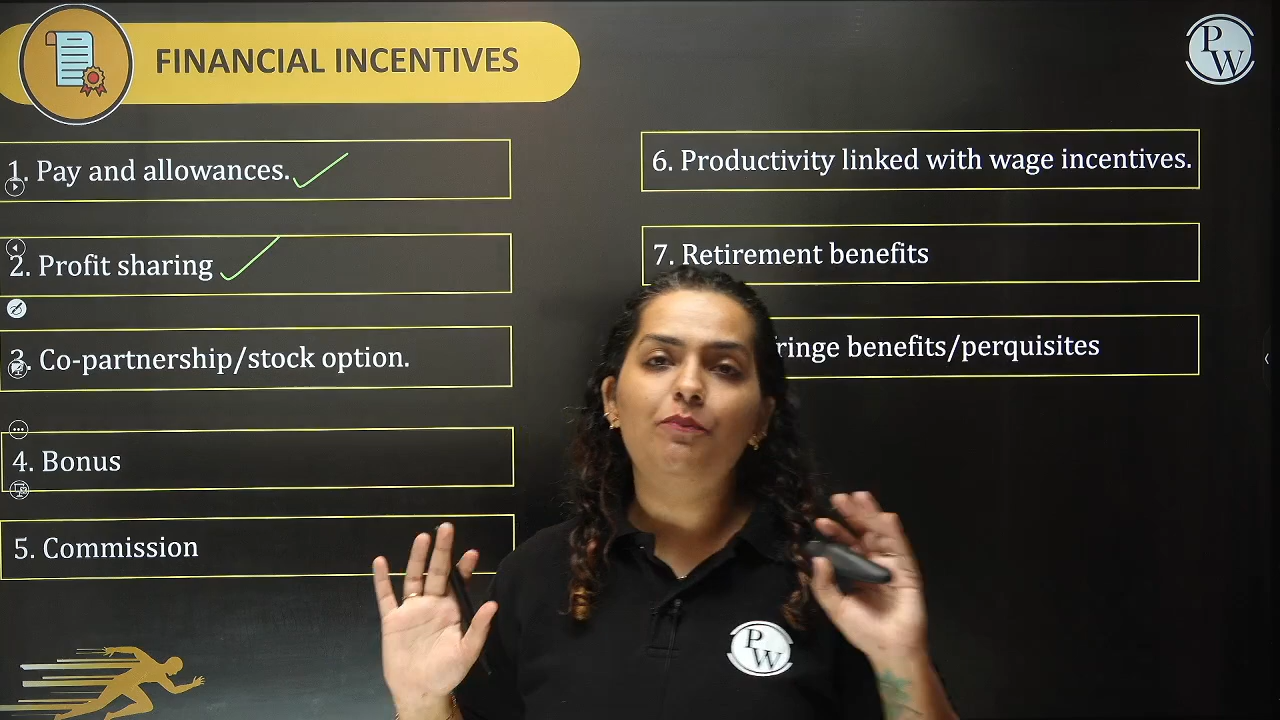 FINANCIAL INCENTIVES
PW
1. Pay and allowances.
2. Profit sharing
3. Co-partnership/stock option.
4. Bonus
5. Commission
6. Productivity linked with wage incentives.
7. Retirement benefits
ringe benefits/perquisites
PW